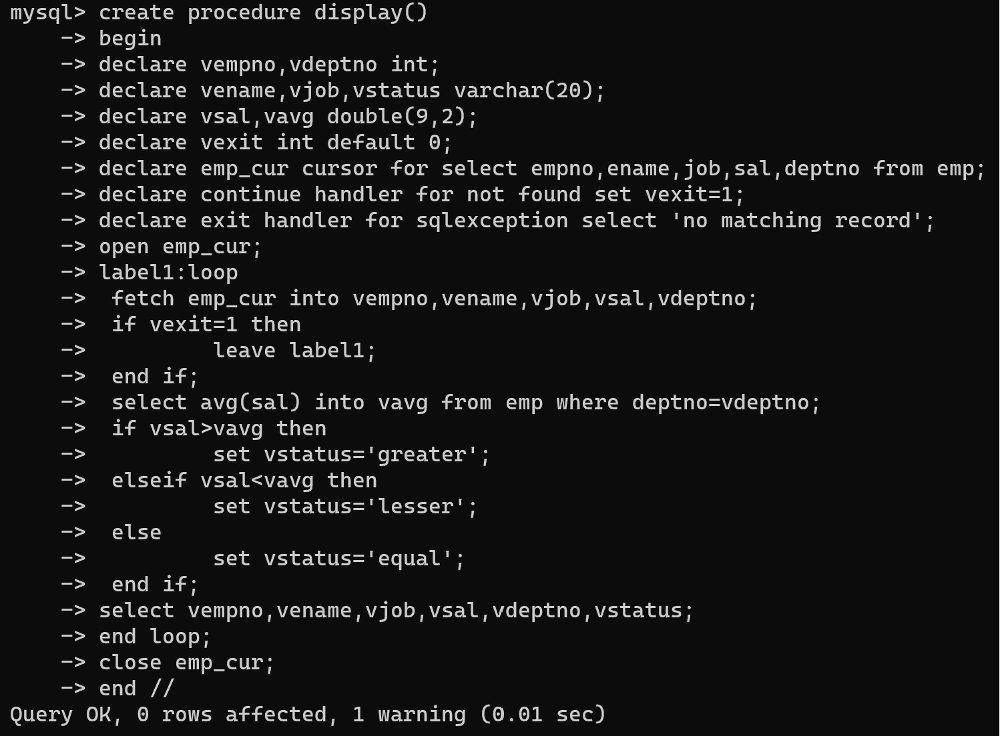 mysql> create procedure display()
    -> begin
    -> declare vempno,vdeptno int;
    -> declare vename,vjob,vstatus varchar(20);
    -> declare vsal,vavg double(9,2);
    -> declare vexit int default 0;
    -> declare emp_cur cursor for select empno,ename,job,sal,deptno from emp;
    -> declare continue handler for not found set vexit=1;
    -> declare exit handler for sqlexception select 'no matching record';
    -> open emp_cur;
    -> label1:loop
    ->  fetch emp_cur into vempno,vename,vjob,vsal,vdeptno;
    ->  if vexit=1 then
    ->          leave label1;
    ->  end if;
    ->  select avg(sal) into vavg from emp where deptno=vdeptno;
    ->  if vsal>vavg then
    ->          set vstatus='greater';
    ->  elseif vsal<vavg then
    ->          set vstatus='lesser';
    ->  else
    ->          set vstatus='equal';
    ->  end if;
    -> select vempno,vename,vjob,vsal,vdeptno,vstatus;
    -> end loop;
    -> close emp_cur;
    -> end //
Query OK, 0 rows affected, 1 warning (0.01 sec)